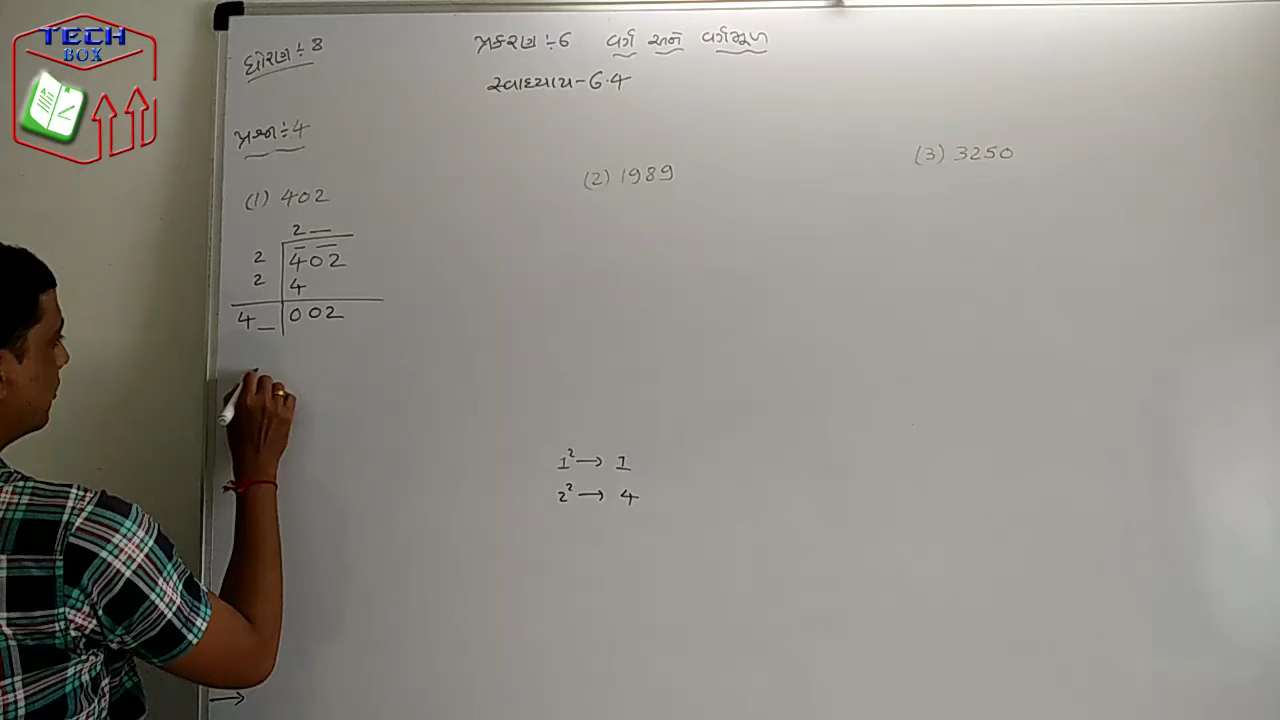 TECH
BOX
ધોરણ ÷ 8
પ્રકરણ ÷ 6 વર્ગ અને વર્ગમૂળ
સ્વાધ્યાય - 6.4
પ્રશ્ન ÷ 4
(1) 402
(2) 1989
(3) 3250
2 _
2 402
2 4
4 _ 002
1² → 1
2² → 4
→